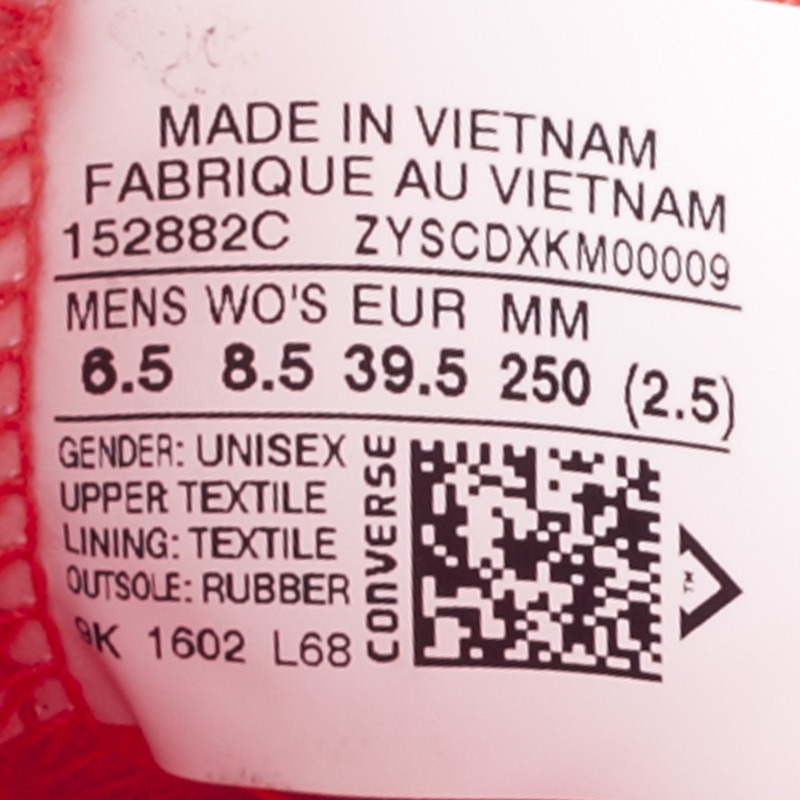 MADE IN VIETNAM
FABRIQUE AU VIETNAM
152882C ZYSCDXKM00009
MENS WO'S EUR MM
6.5 8.5 39.5 250 (2.5)
GENDER: UNISEX
UPPER: TEXTILE
LINING: TEXTILE
OUTSOLE: RUBBER
9K 1602 L68
CONVERSE
TM